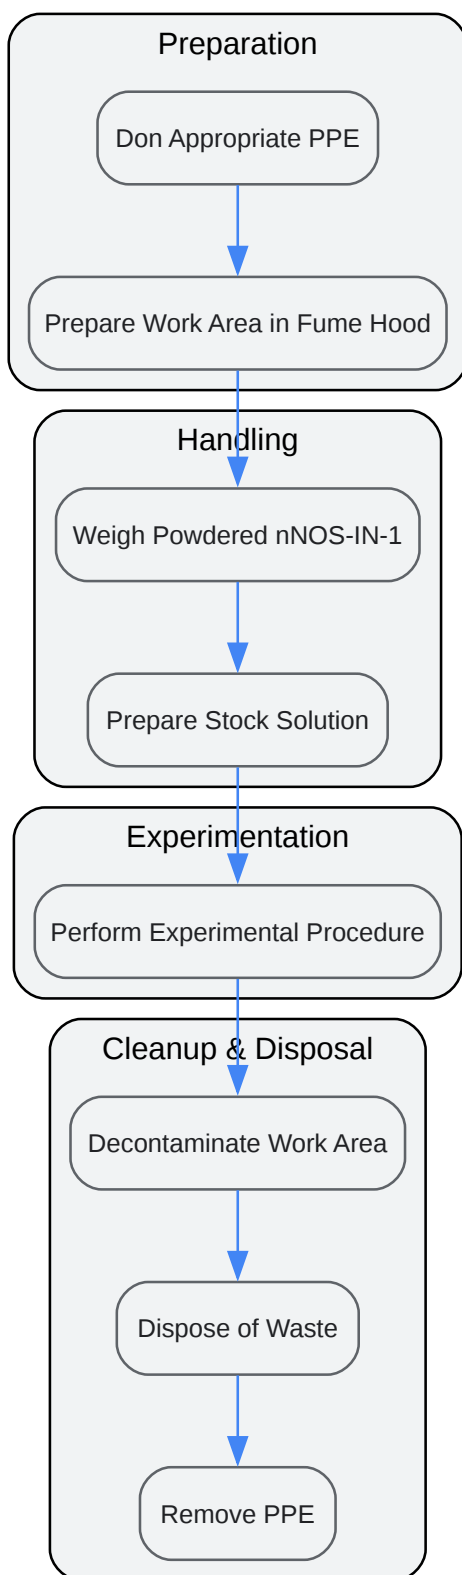 Preparation
Don Appropriate PPE
Prepare Work Area in Fume Hood
Handling
Weigh Powdered nNOS-IN-1
Prepare Stock Solution
Experimentation
Perform Experimental Procedure
Cleanup & Disposal
Decontaminate Work Area
Dispose of Waste
Remove PPE